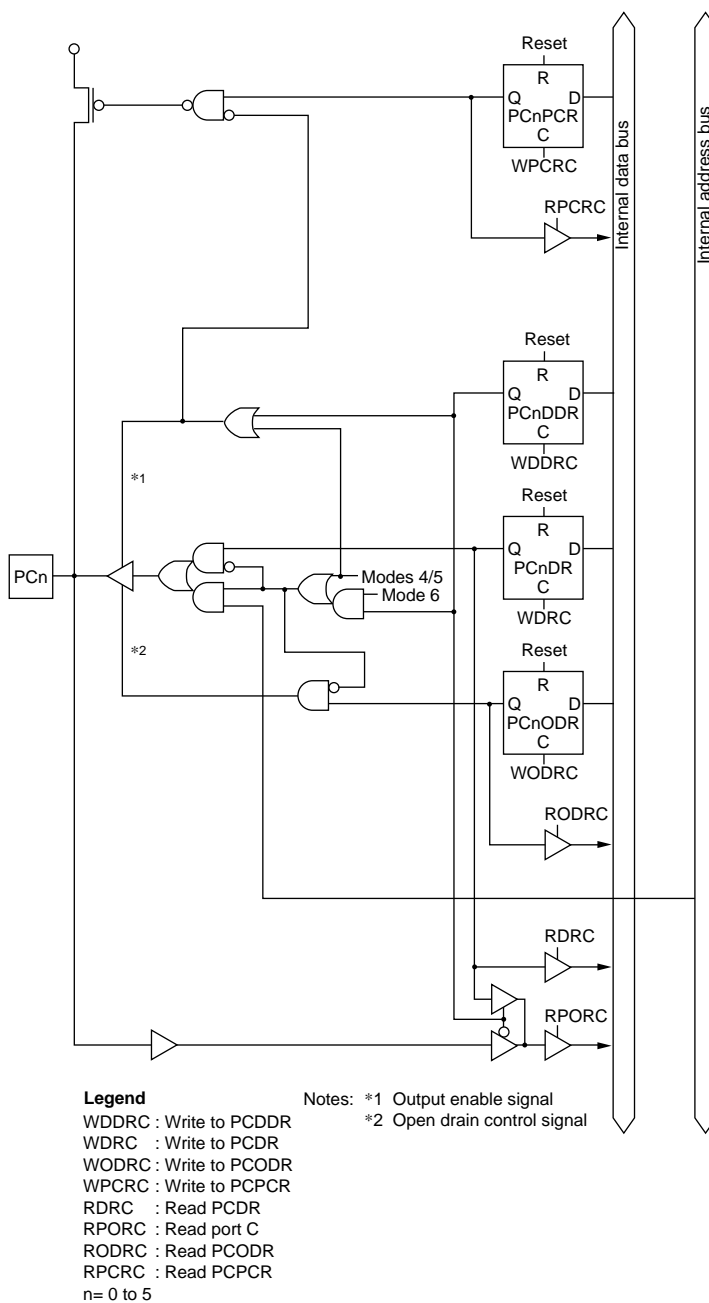 Reset
R
Q D
PCnPCR
C
WPCRC
RPCRC
Internal data bus
Internal address bus
Reset
R
Q D
PCnDDR
C
WDDRC
*1
Reset
R
Q D
PCnDR
C
WDRC
PCn
Modes 4/5
Mode 6
*2
Reset
R
Q D
PCnODR
C
WODRC
RODRC
RDRC
RPORC
Legend
WDDRC : Write to PCDDR
WDRC : Write to PCDR
WODRC : Write to PCODR
WPCRC : Write to PCPCR
RDRC : Read PCDR
RPORC : Read port C
RODRC : Read PCODR
RPCRC : Read PCPCR
n= 0 to 5
Notes: *1 Output enable signal
*2 Open drain control signal